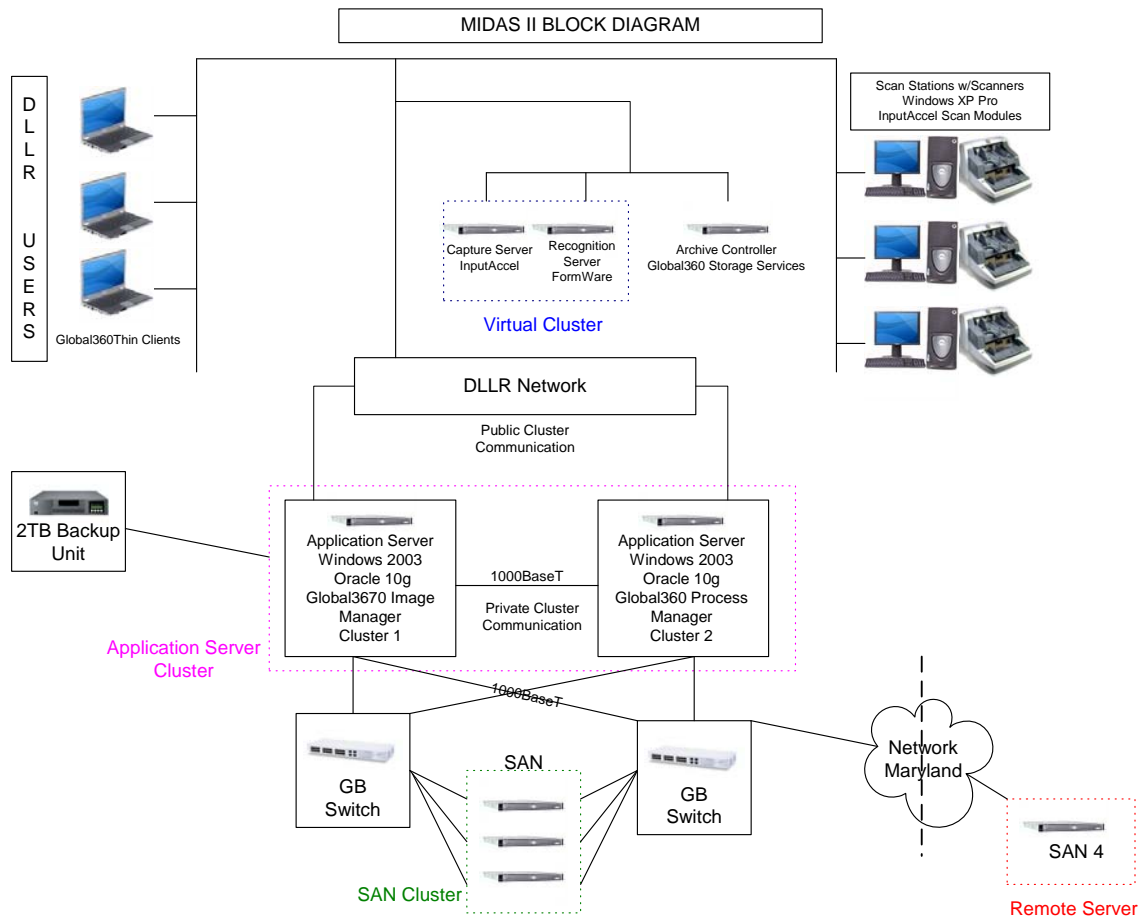 MIDAS II BLOCK DIAGRAM
D
L
L
R
U
S
E
R
S
Global360Thin Clients
Scan Stations w/Scanners
Windows XP Pro
InputAccel Scan Modules
Capture Server
InputAccel
Recognition
Server
FormWare
Archive Controller
Global360 Storage Services
Virtual Cluster
DLLR Network
Public Cluster
Communication
2TB Backup
Unit
Application Server
Windows 2003
Oracle 10g
Global3670 Image
Manager
Cluster 1
1000BaseT
Private Cluster
Communication
Application Server
Windows 2003
Oracle 10g
Global360 Process
Manager
Cluster 2
Application Server
Cluster
1000BaseT
GB
Switch
SAN
GB
Switch
SAN Cluster
Network
Maryland
SAN 4
Remote Server